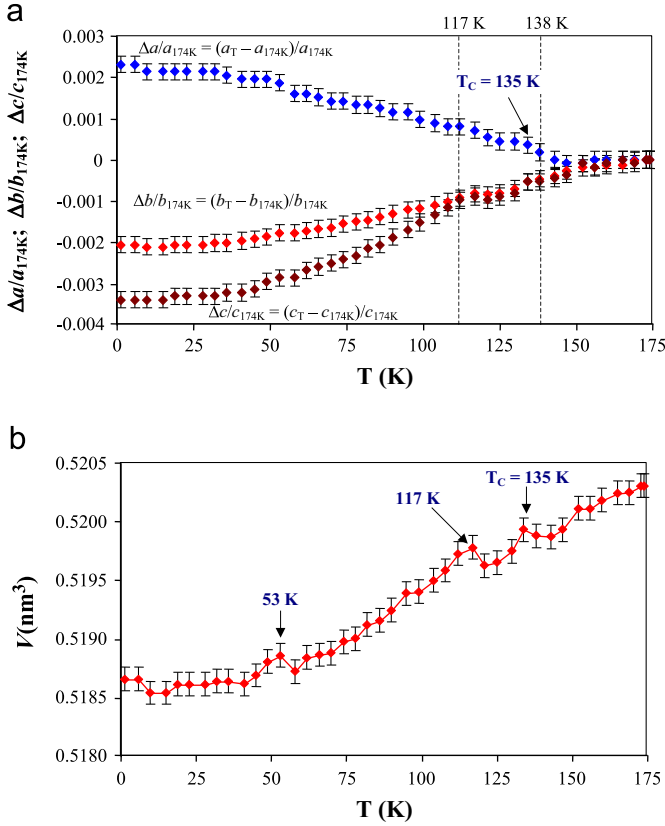 a
117 K 138 K
0.003
Δa/a174K = (aT – a174K)/a174K
0.002
TC = 135 K
0.001
0
-0.001
Δb/b174K = (bT – b174K)/b174K
-0.002
-0.003
Δc/c174K = (cT – c174K)/c174K
-0.004
Δa/a174K; Δb/b174K; Δc/c174K
0 25 50 75 100 125 150 175
T (K)
b
0.5205
TC = 135 K
0.5200
117 K
0.5195
53 K
0.5190
0.5185
0.5180
V(nm3)
0 25 50 75 100 125 150 175
T (K)